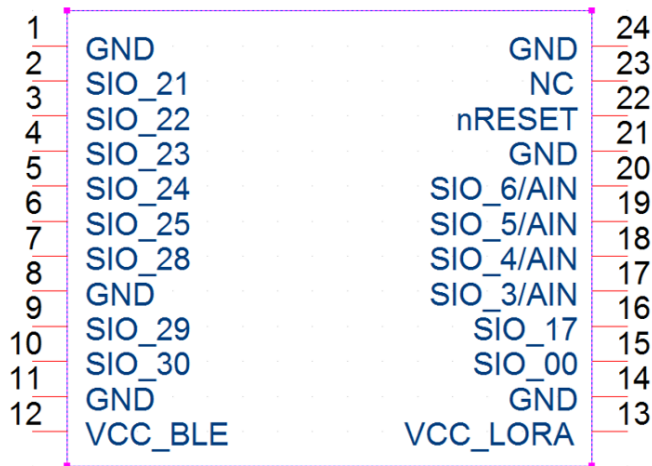 1 GND GND 24
2 SIO_21 NC 23
3 SIO_22 nRESET 22
4 SIO_23 GND 21
5 SIO_24 SIO_6/AIN 20
6 SIO_25 SIO_5/AIN 19
7 SIO_28 SIO_4/AIN 18
8 GND SIO_3/AIN 17
9 SIO_29 SIO_17 16
10 SIO_30 SIO_00 15
11 GND GND 14
12 VCC_BLE VCC_LORA 13